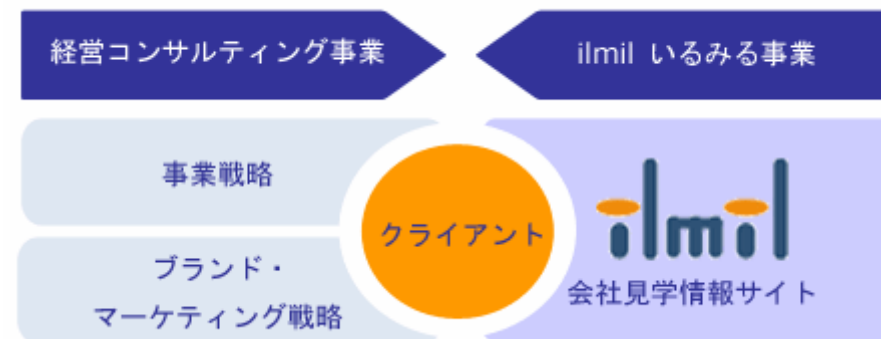 経営コンサルティング事業
ilmil いるみる事業
事業戦略
クライアント
ブランド・
マーケティング戦略
ilmil
会社見学情報サイト